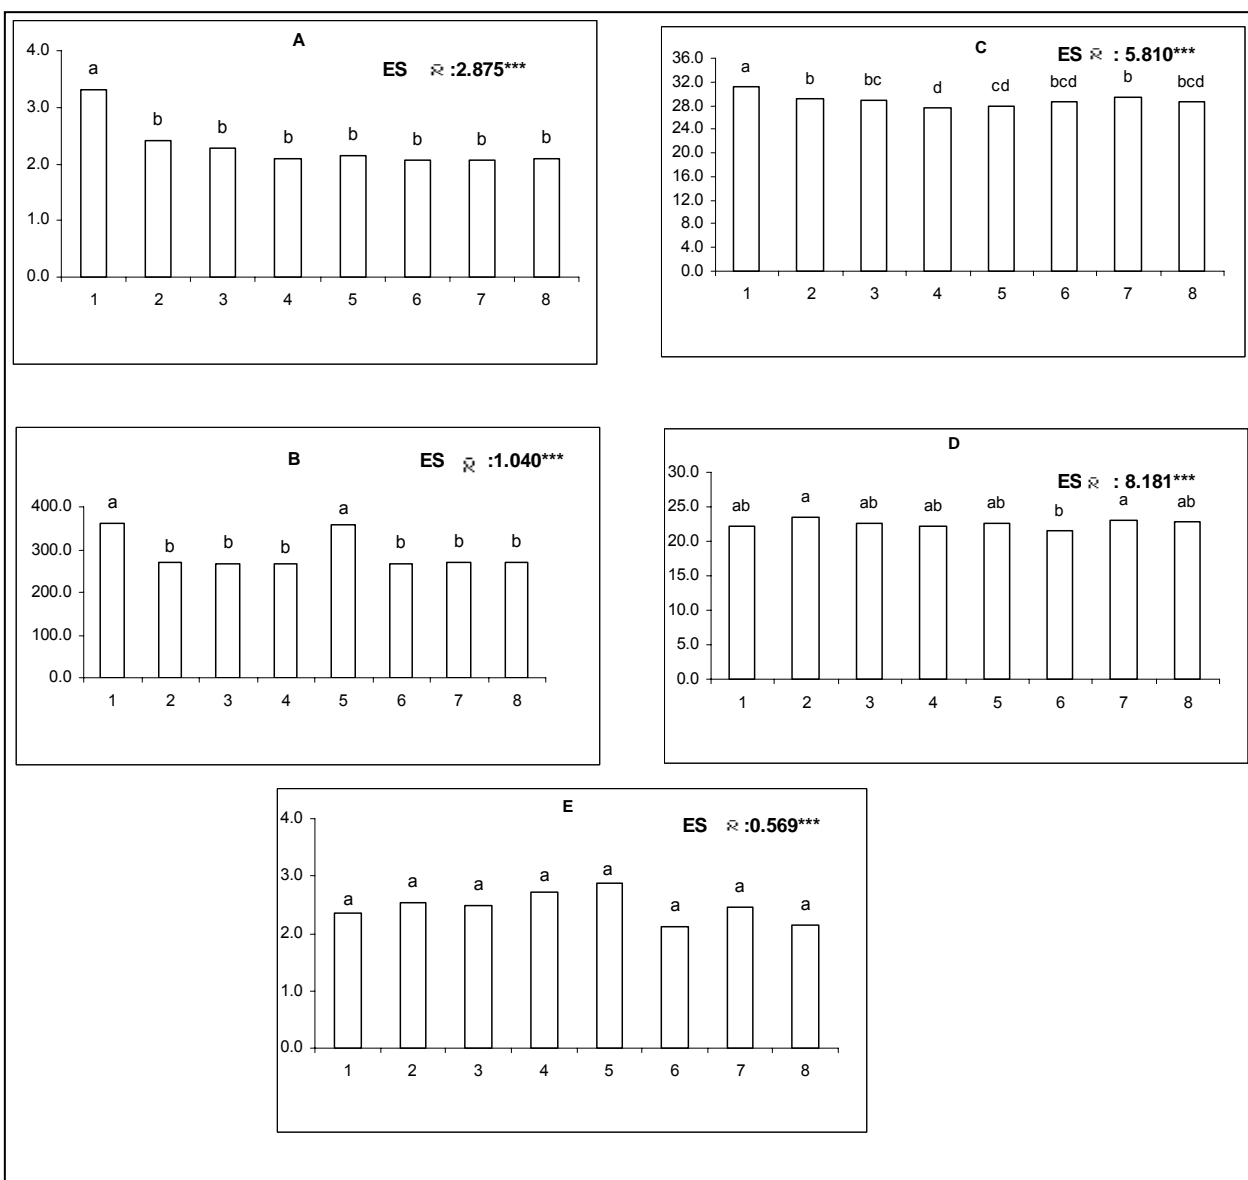 A
ES x̄ :2.875***
4.0
3.0
2.0
1.0
0.0
a b b b b b b b
1 2 3 4 5 6 7 8
C
ES x̄ : 5.810***
36.0
32.0
28.0
24.0
20.0
16.0
12.0
8.0
4.0
0.0
a b bc d cd bcd b bcd
1 2 3 4 5 6 7 8
B
ES x̄ :1.040***
400.0
300.0
200.0
100.0
0.0
a b b b a b b b
1 2 3 4 5 6 7 8
D
ES x̄ : 8.181***
30.0
25.0
20.0
15.0
10.0
5.0
0.0
ab a ab ab ab b a ab
1 2 3 4 5 6 7 8
E
ES x̄ :0.569***
4.0
3.0
2.0
1.0
0.0
a a a a a a a a
1 2 3 4 5 6 7 8